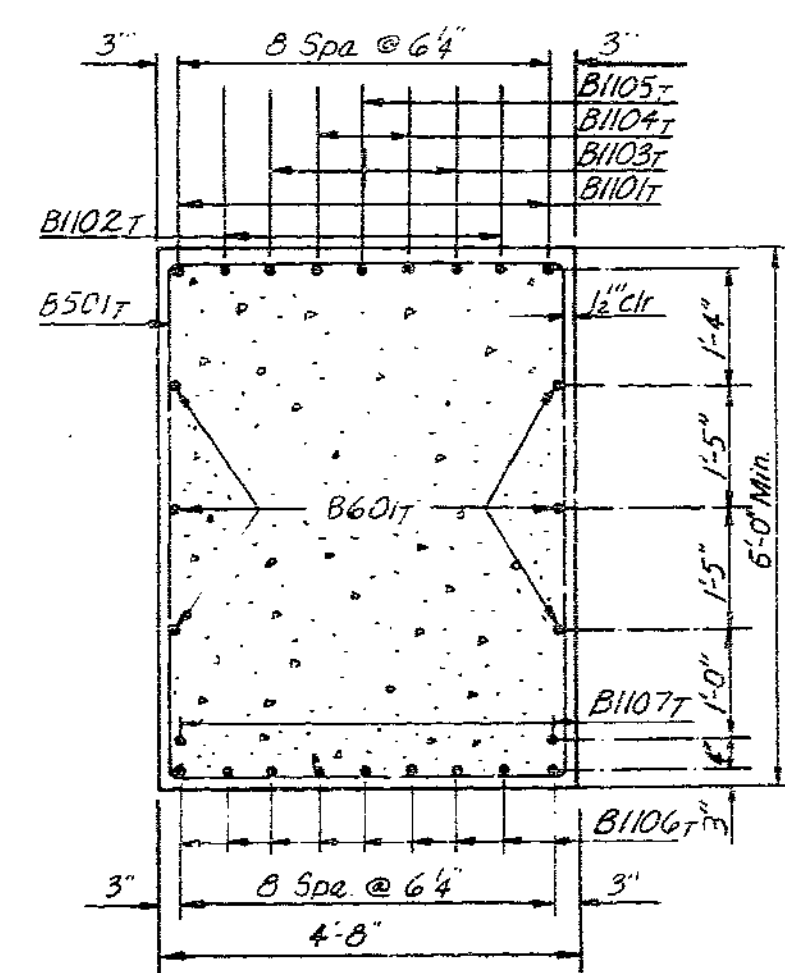 3" 8 Spa @ 6¼" 3"
B1105T
B1104T
B1103T
B1101T
B1102T
B501T
½" clr
1'-4"
1'-5"
B601T
6'-0" Min.
1'-5"
1'-0"
B1107T
4"
B1106T
3"
3" 8 Spa. @ 6¼" 3"
4'-8"